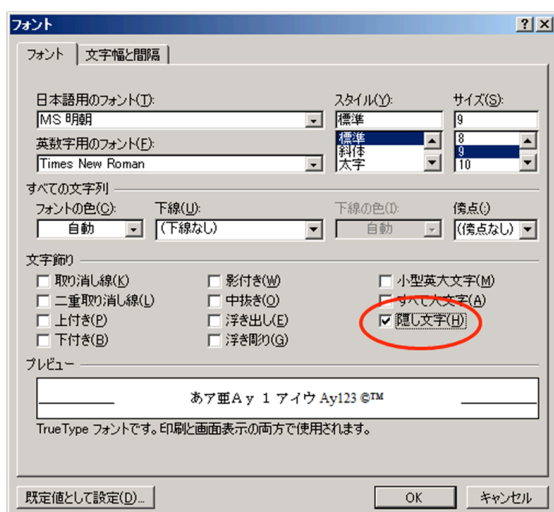 フォント
フォント 文字幅と間隔
日本語用のフォント(T): スタイル(Y): サイズ(S):
MS 明朝 標準 9
英数字用のフォント(F): 標準 8
斜体 9
Times New Roman 太字 10
すべての文字列
フォントの色(C): 下線(U): 下線の色(I): 傍点(:)
自動 (下線なし) 自動 (傍点なし)
文字飾り
取り消し線(K) 影付き(W) 小型英大文字(M)
二重取り消し線(L) 中抜き(O) すべて大文字(A)
上付き(P) 浮き出し(E) 隠し文字(H)
下付き(B) 浮き彫り(G)
プレビュー
あア亜Ay 1 アイウ Ay123 ©™
TrueType フォントです。印刷と画面表示の両方で使用されます。
既定値として設定(D)... OK キャンセル